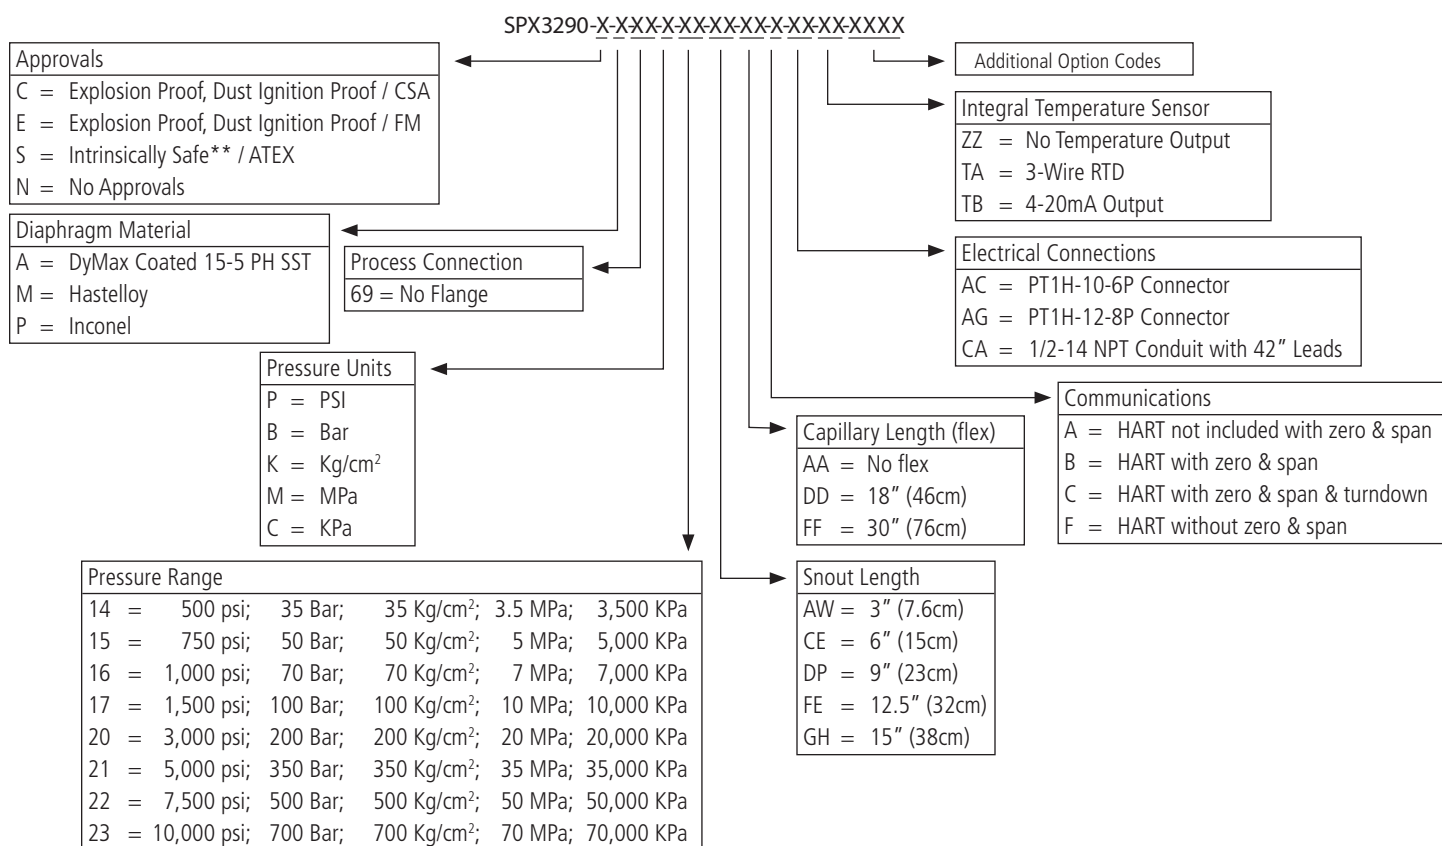 SPX3290-X-X-XX-X-XX-XX-XX-X-XX-XX-XXXX
Approvals
C = Explosion Proof, Dust Ignition Proof / CSA
E = Explosion Proof, Dust Ignition Proof / FM
S = Intrinsically Safe** / ATEX
N = No Approvals
Additional Option Codes
Integral Temperature Sensor
ZZ = No Temperature Output
TA = 3-Wire RTD
TB = 4-20mA Output
Diaphragm Material
A = DyMax Coated 15-5 PH SST
M = Hastelloy
P = Inconel
Process Connection
69 = No Flange
Electrical Connections
AC = PT1H-10-6P Connector
AG = PT1H-12-8P Connector
CA = 1/2-14 NPT Conduit with 42″ Leads
Pressure Units
P = PSI
B = Bar
K = Kg/cm²
M = MPa
C = KPa
Capillary Length (flex)
AA = No flex
DD = 18″ (46cm)
FF = 30″ (76cm)
Communications
A = HART not included with zero & span
B = HART with zero & span
C = HART with zero & span & turndown
F = HART without zero & span
Pressure Range
14 = 500 psi; 35 Bar; 35 Kg/cm²; 3.5 MPa; 3,500 KPa
15 = 750 psi; 50 Bar; 50 Kg/cm²; 5 MPa; 5,000 KPa
16 = 1,000 psi; 70 Bar; 70 Kg/cm²; 7 MPa; 7,000 KPa
17 = 1,500 psi; 100 Bar; 100 Kg/cm²; 10 MPa; 10,000 KPa
20 = 3,000 psi; 200 Bar; 200 Kg/cm²; 20 MPa; 20,000 KPa
21 = 5,000 psi; 350 Bar; 350 Kg/cm²; 35 MPa; 35,000 KPa
22 = 7,500 psi; 500 Bar; 500 Kg/cm²; 50 MPa; 50,000 KPa
23 = 10,000 psi; 700 Bar; 700 Kg/cm²; 70 MPa; 70,000 KPa
Snout Length
AW = 3″ (7.6cm)
CE = 6″ (15cm)
DP = 9″ (23cm)
FE = 12.5″ (32cm)
GH = 15″ (38cm)